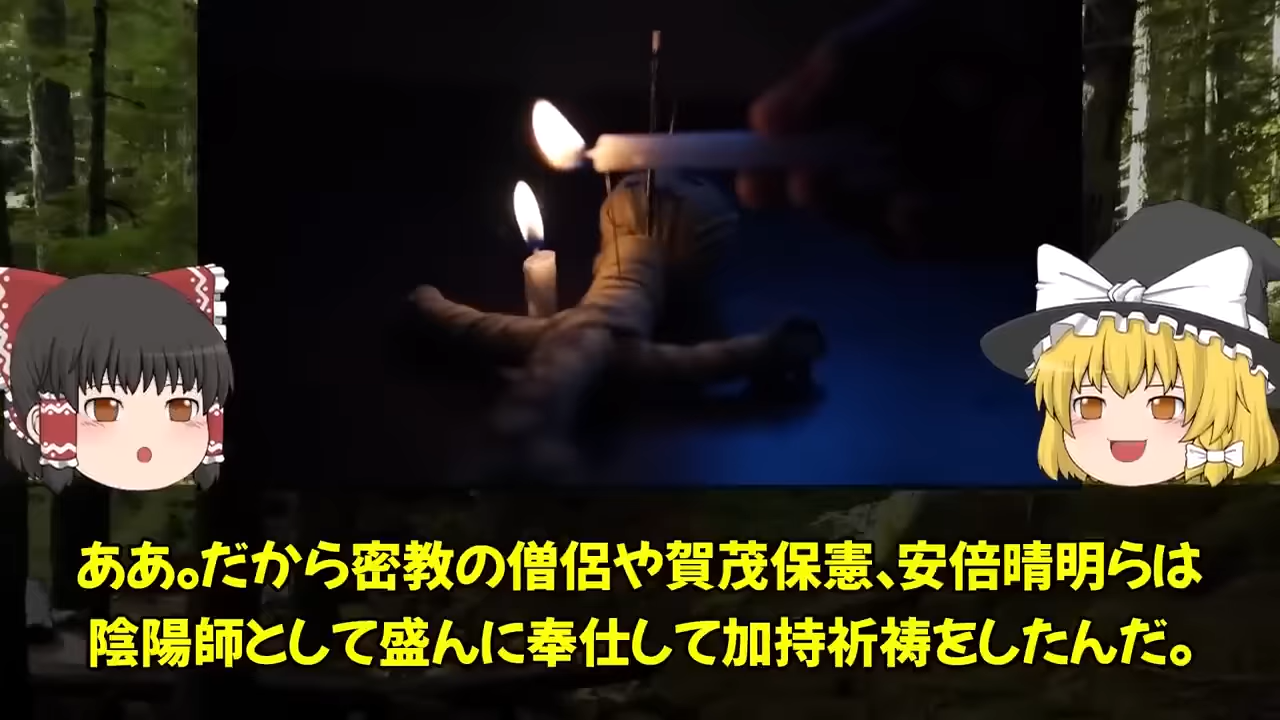 ああ。だから密教の僧侶や賀茂保憲、安倍晴明らは
陰陽師として盛んに奉仕して加持祈祷をしたんだ。